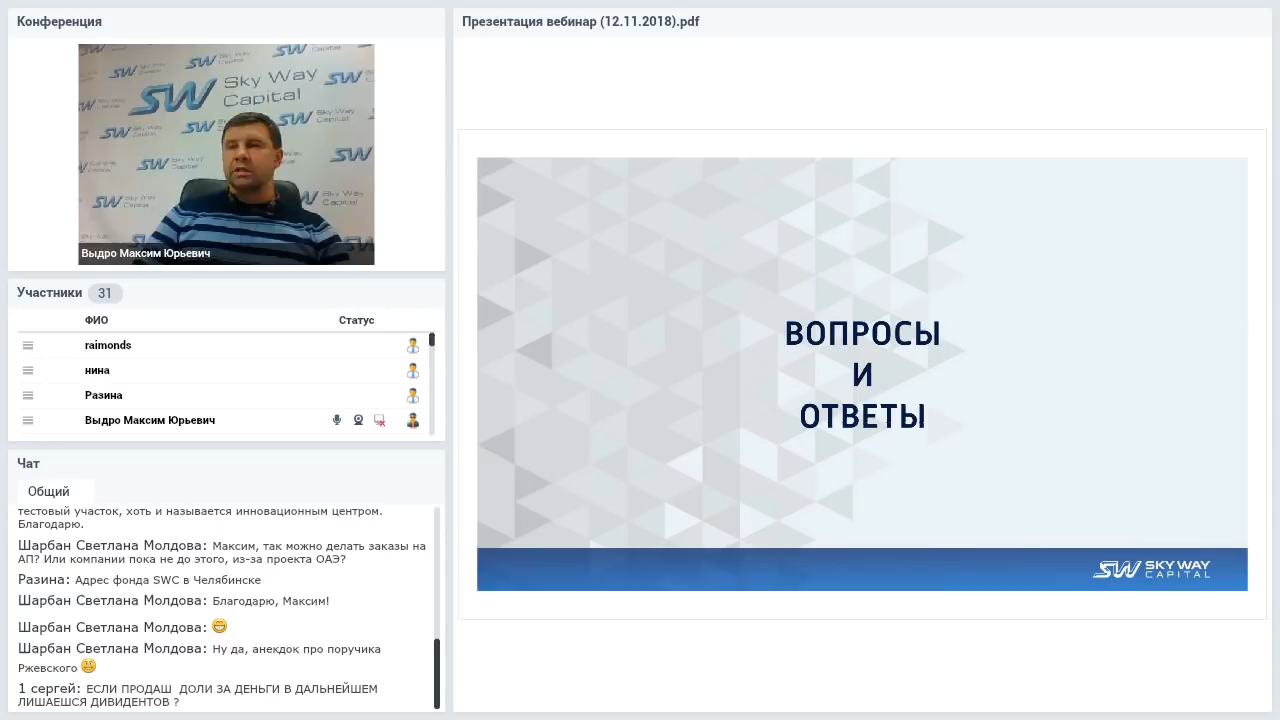 Конференция
SW
Sky Way
Capital
Выдро Максим Юрьевич
Участники 31
ФИО Статус
raimonds
нина
Разина
Выдро Максим Юрьевич
Чат
Общий
тестовый участок, хоть и называется инновационным центром.
Благодарю.
Шарбан Светлана Молдова: Максим, так можно делать заказы на
АП? Или компании пока не до этого, из-за проекта ОАЭ?
Разина: Адрес фонда SWC в Челябинске
Шарбан Светлана Молдова: Благодарю, Максим!
Шарбан Светлана Молдова:
Шарбан Светлана Молдова: Ну да, анекдок про поручика
Ржевского
1 сергей: ЕСЛИ ПРОДАШ ДОЛИ ЗА ДЕНЬГИ В ДАЛЬНЕЙШЕМ
ЛИШАЕШСЯ ДИВИДЕНТОВ ?
Презентация вебинар (12.11.2018).pdf
ВОПРОСЫ
И
ОТВЕТЫ
SW SKY WAY
CAPITAL